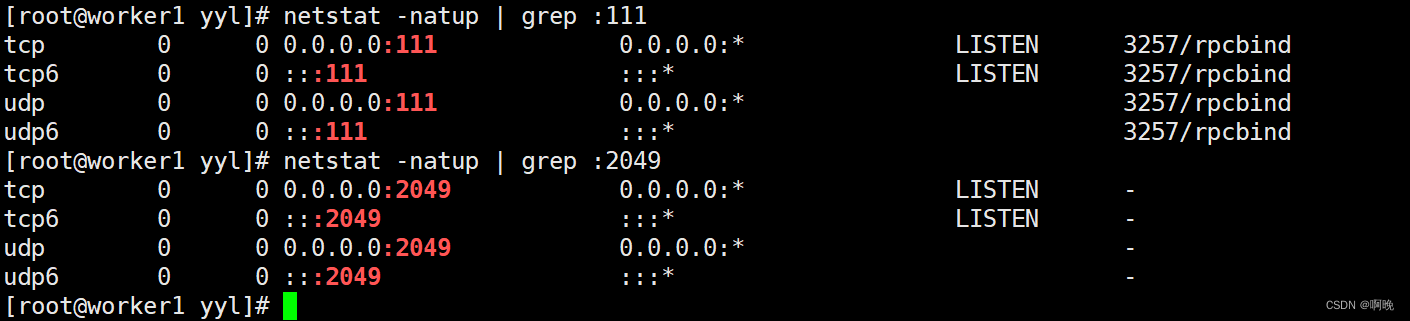 [root@worker1 yyl]# netstat -natup | grep :111
tcp        0      0 0.0.0.0:111             0.0.0.0:*               LISTEN      3257/rpcbind
tcp6       0      0 :::111                  :::*                    LISTEN      3257/rpcbind
udp        0      0 0.0.0.0:111             0.0.0.0:*                           3257/rpcbind
udp6       0      0 :::111                  :::*                                3257/rpcbind
[root@worker1 yyl]# netstat -natup | grep :2049
tcp        0      0 0.0.0.0:2049            0.0.0.0:*               LISTEN      -
tcp6       0      0 :::2049                 :::*                    LISTEN      -
udp        0      0 0.0.0.0:2049            0.0.0.0:*                           -
udp6       0      0 :::2049                 :::*                                -
[root@worker1 yyl]#
CSDN @啊晚